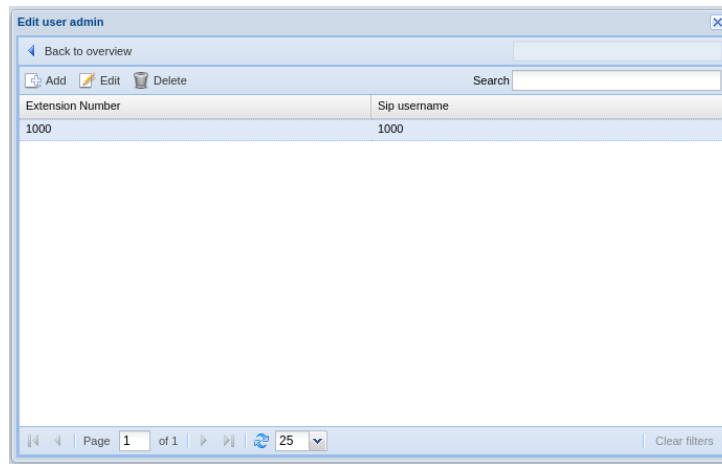 Edit user admin
Back to overview
Add Edit Delete Search
Extension Number Sip username
1000 1000
Page 1 of 1 25 Clear filters